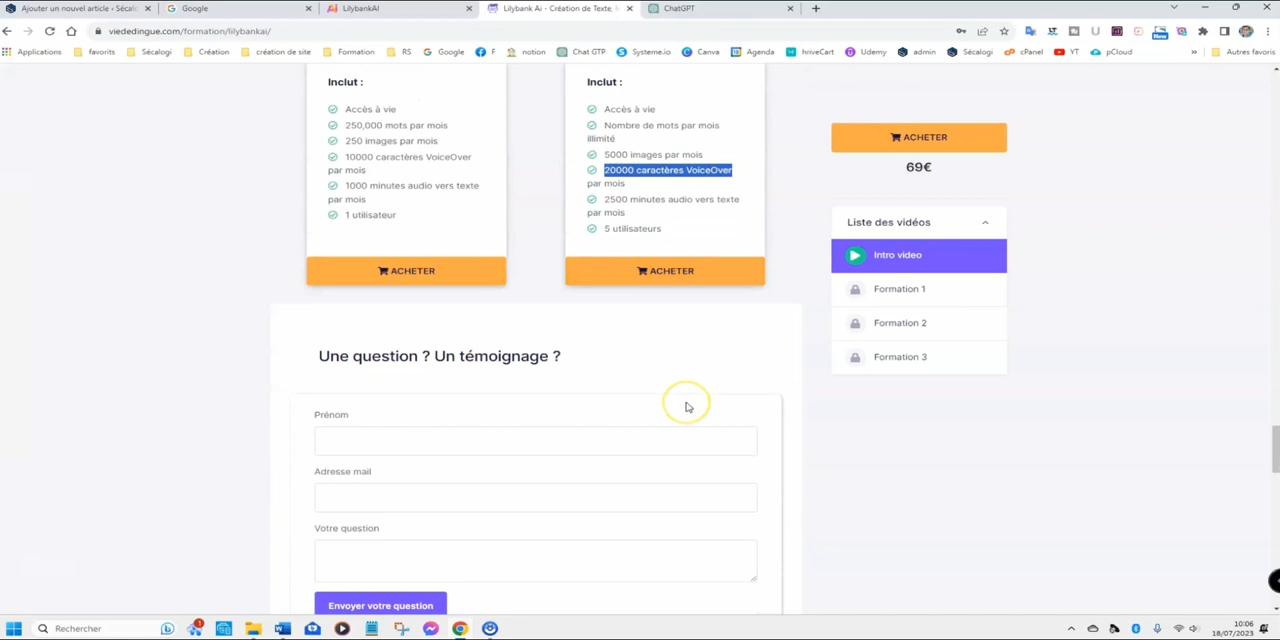 Ajouter un nouvel article ‹ Sécalo
Google
LilybankAI
Lilybank Ai - Création de Texte, I
ChatGPT
viededingue.com/formation/lilybankai/
Applications
favorits
Sécalogi
Création
création de site
Formation
RS
Google
F
notion
Chat GTP
Systeme.io
Canva
Agenda
hriveCart
Udemy
admin
Sécalogi
cPanel
YT
pCloud
»
Autres favoris
New
Inclut :
Accès à vie
250,000 mots par mois
250 images par mois
10000 caractères VoiceOver
par mois
1000 minutes audio vers texte
par mois
1 utilisateur
ACHETER
Inclut :
Accès à vie
Nombre de mots par mois
illimité
5000 images par mois
20000 caractères VoiceOver
par mois
2500 minutes audio vers texte
par mois
5 utilisateurs
ACHETER
ACHETER
69€
Liste des vidéos
Intro video
Formation 1
Formation 2
Formation 3
Une question ? Un témoignage ?
Prénom
Adresse mail
Votre question
Envoyer votre question
Rechercher
1
10:06
18/07/2023